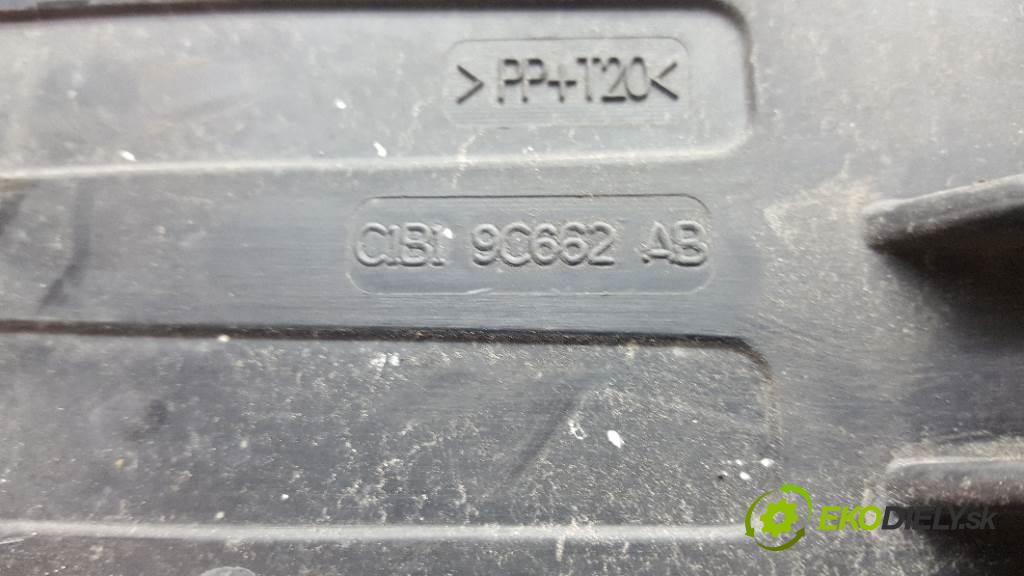 >PP+T20<
C1B1 9C662 AB
EKODIELY.sk